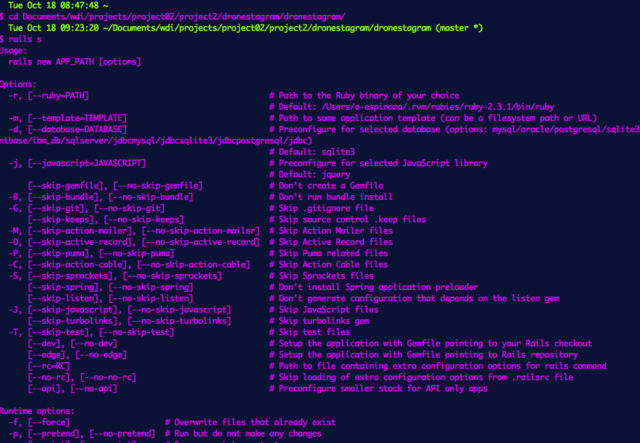 Tue Oct 18 08:47:48 ~
$ cd Documents/wdi/projects/project02/project2/dronestagram/dronestagram/
Tue Oct 18 09:23:20 ~/Documents/wdi/projects/project02/project2/dronestagram/dronestagram (master *)
$ rails s
Usage:
rails new APP_PATH [options]
Options:
-r, [--ruby=PATH] # Path to the Ruby binary of your choice
# Default: /Users/a-espinoza/.rvm/rubies/ruby-2.3.1/bin/ruby
-m, [--template=TEMPLATE] # Path to some application template (can be a filesystem path or URL)
-d, [--database=DATABASE] # Preconfigure for selected database (options: mysql/oracle/postgresql/sqlite3
ntbase/ibm_db/sqlserver/jdbcmysql/jdbcsqlite3/jdbcpostgresql/jdbc)
# Default: sqlite3
-j, [--javascript=JAVASCRIPT] # Preconfigure for selected JavaScript library
# Default: jquery
[--skip-gemfile], [--no-skip-gemfile] # Don't create a Gemfile
-B, [--skip-bundle], [--no-skip-bundle] # Don't run bundle install
-G, [--skip-git], [--no-skip-git] # Skip .gitignore file
[--skip-keeps], [--no-skip-keeps] # Skip source control .keep files
-M, [--skip-action-mailer], [--no-skip-action-mailer] # Skip Action Mailer files
-O, [--skip-active-record], [--no-skip-active-record] # Skip Active Record files
-P, [--skip-puma], [--no-skip-puma] # Skip Puma related files
-C, [--skip-action-cable], [--no-skip-action-cable] # Skip Action Cable files
-S, [--skip-sprockets], [--no-skip-sprockets] # Skip Sprockets files
[--skip-spring], [--no-skip-spring] # Don't install Spring application preloader
[--skip-listen], [--no-skip-listen] # Don't generate configuration that depends on the listen gem
-J, [--skip-javascript], [--no-skip-javascript] # Skip JavaScript files
[--skip-turbolinks], [--no-skip-turbolinks] # Skip turbolinks gem
-T, [--skip-test], [--no-skip-test] # Skip test files
[--dev], [--no-dev] # Setup the application with Gemfile pointing to your Rails checkout
[--edge], [--no-edge] # Setup the application with Gemfile pointing to Rails repository
[--rc=RC] # Path to file containing extra configuration options for rails command
[--no-rc], [--no-no-rc] # Skip loading of extra configuration options from .railsrc file
[--api], [--no-api] # Preconfigure smaller stack for API only apps
Runtime options:
-f, [--force] # Overwrite files that already exist
-p, [--pretend], [--no-pretend] # Run but do not make any changes